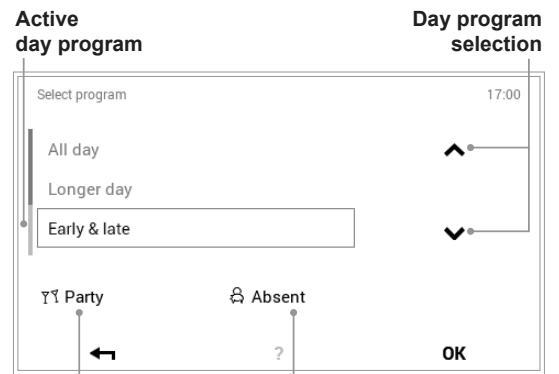 Active
day program
Day program
selection
Select program
17:00
All day
Longer day
Early & late
Party
Absent
?
OK